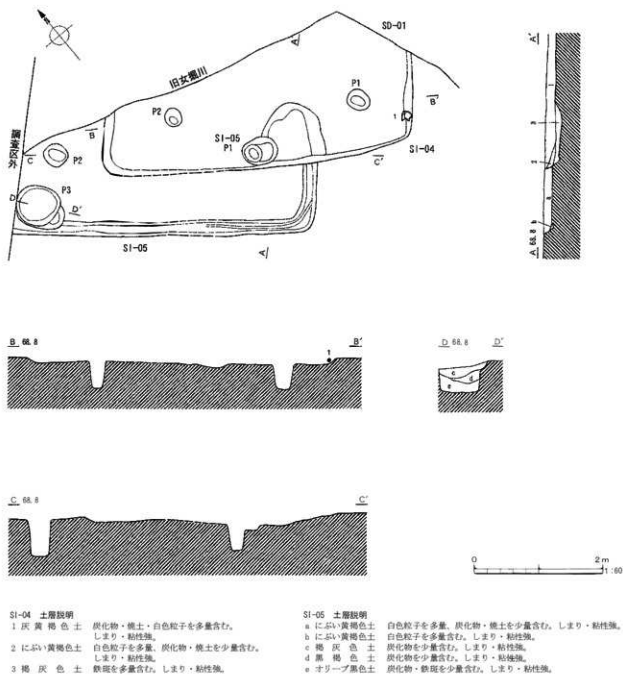 SD-01
旧女堀川
A
P1
P2
B'
1
SI-05
P1
SI-04
B
C'
調査区外
C
P2
D
P3
D'
SI-05
A
A'
1
3
2
a
b
A 68.8
B 68.8
1
B'
D 68.8 D'
c
d
e
C 68.8
C'
0 2m
1:60
SI-04 土層説明
1 灰黄褐色土 炭化物・焼土・白色粒子を多量含む。
しまり・粘性強。
2 にぶい黄褐色土 白色粒子を多量、炭化物・焼土を少量含む。
しまり・粘性強。
3 褐灰色土 鉄斑を多量含む。しまり・粘性強。
SI-05 土層説明
a にぶい黄褐色土 白色粒子を多量、炭化物・焼土を少量含む。しまり・粘性強。
b にぶい黄褐色土 白色粒子を多量含む。しまり・粘性強。
c 褐灰色土 炭化物を少量含む。しまり・粘性強。
d 黒褐色土 炭化物を少量含む。しまり・粘性強。
e オリーブ黒色土 炭化物・鉄斑を少量含む。しまり・粘性強。